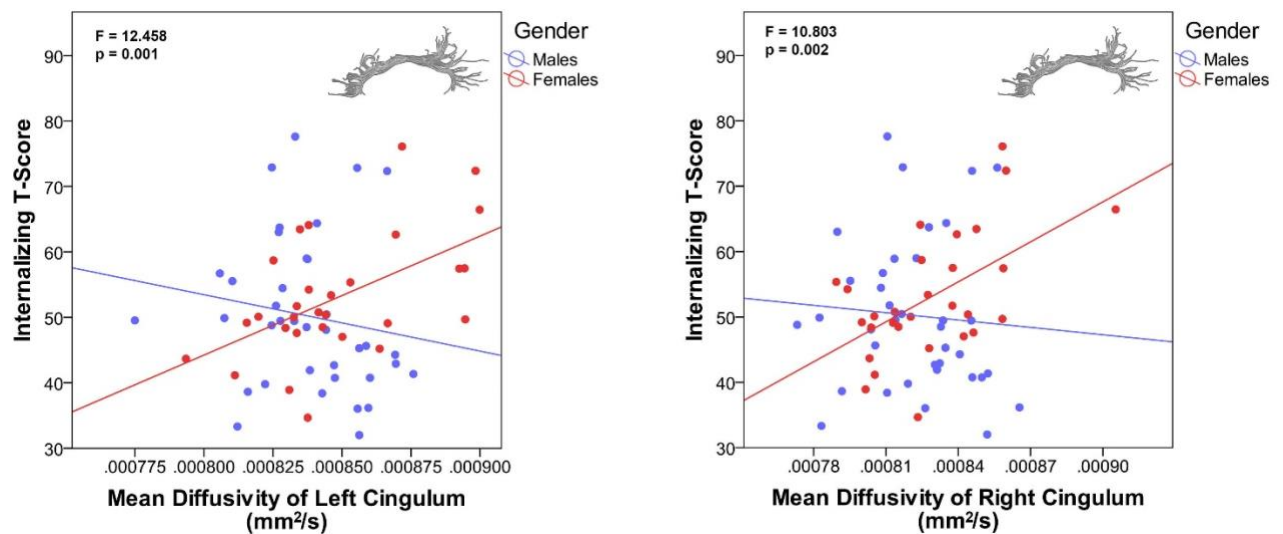 F = 12.458
p = 0.001
Gender
Males
Females
90
80
70
60
50
40
30
Internalizing T-Score
.000775 .000800 .000825 .000850 .000875 .000900
Mean Diffusivity of Left Cingulum
(mm²/s)
F = 10.803
p = 0.002
Gender
Males
Females
90
80
70
60
50
40
30
Internalizing T-Score
.00078 .00081 .00084 .00087 .00090
Mean Diffusivity of Right Cingulum
(mm²/s)